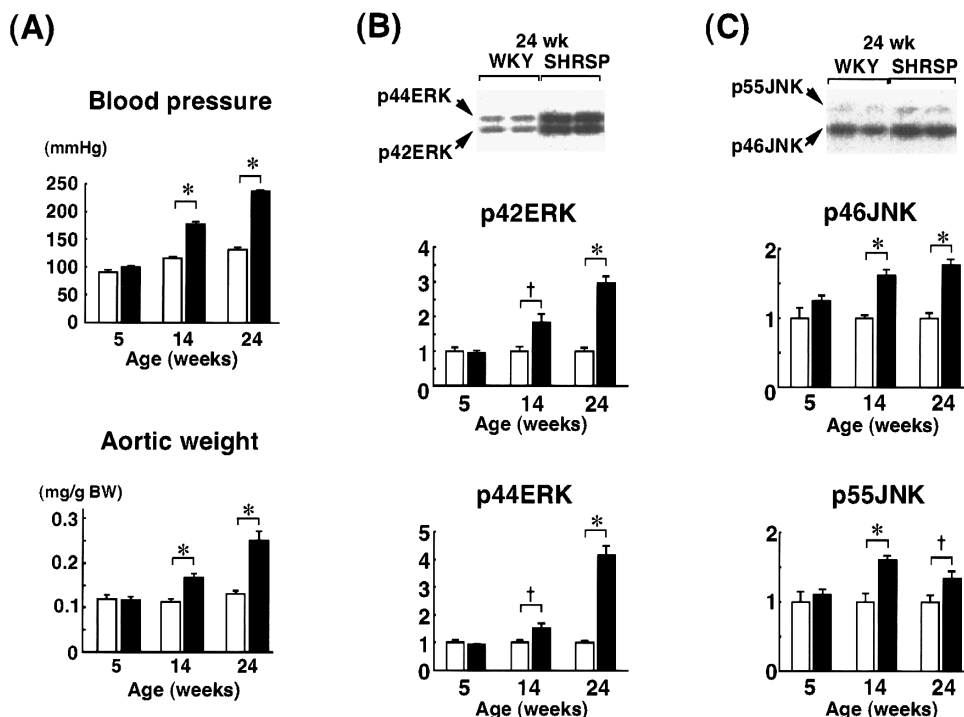 (A)
Blood pressure
(mmHg)
250
200
150
100
50
0
*
*
5 14 24
Age (weeks)
Aortic weight
(mg/g BW)
0.3
0.2
0.1
0
*
*
5 14 24
Age (weeks)
(B)
24 wk
WKY SHRSP
p44ERK
p42ERK
p42ERK
4
3
2
1
0
†
*
5 14 24
Age (weeks)
p44ERK
5
4
3
2
1
0
†
*
5 14 24
Age (weeks)
(C)
24 wk
WKY SHRSP
p55JNK
p46JNK
p46JNK
2
1
0
*
*
5 14 24
Age (weeks)
p55JNK
2
1
0
*
†
5 14 24
Age (weeks)